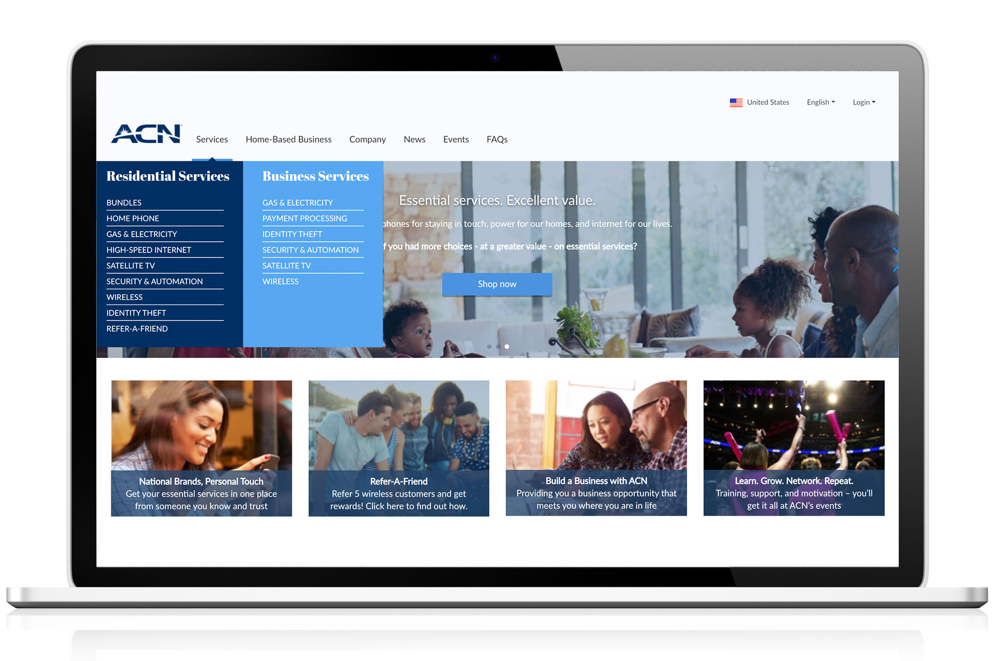 United States English Login
ACN Services Home-Based Business Company News Events FAQs
Residential Services
BUNDLES
HOME PHONE
GAS & ELECTRICITY
HIGH-SPEED INTERNET
SATELLITE TV
SECURITY & AUTOMATION
WIRELESS
IDENTITY THEFT
REFER-A-FRIEND
Business Services
GAS & ELECTRICITY
PAYMENT PROCESSING
IDENTITY THEFT
SECURITY & AUTOMATION
SATELLITE TV
WIRELESS
Essential services. Excellent value.
phones for staying in touch, power for our homes, and internet for our lives.
f you had more choices - at a greater value - on essential services?
Shop now
National Brands, Personal Touch
Get your essential services in one place
from someone you know and trust
Refer-A-Friend
Refer 5 wireless customers and get
rewards! Click here to find out how.
Build a Business with ACN
Providing you a business opportunity that
meets you where you are in life
ACN ACN ACN ACN
Learn. Grow. Network. Repeat.
Training, support, and motivation – you'll
get it all at ACN's events